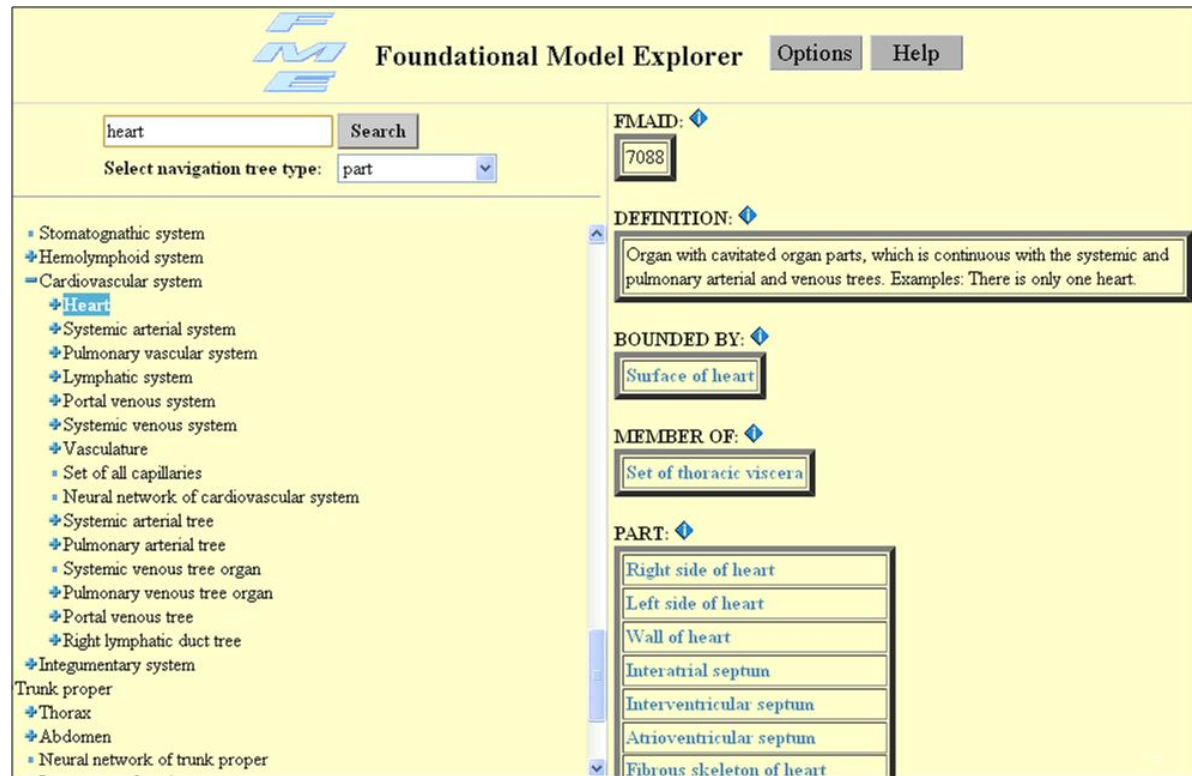 FME
Foundational Model Explorer
Options
Help
heart
Search
Select navigation tree type:
part
Stomatognathic system
Hemolymphoid system
Cardiovascular system
Heart
Systemic arterial system
Pulmonary vascular system
Lymphatic system
Portal venous system
Systemic venous system
Vasculature
Set of all capillaries
Neural network of cardiovascular system
Systemic arterial tree
Pulmonary arterial tree
Systemic venous tree organ
Pulmonary venous tree organ
Portal venous tree
Right lymphatic duct tree
Integumentary system
Trunk proper
Thorax
Abdomen
Neural network of trunk proper
FMAID:
7088
DEFINITION:
Organ with cavitated organ parts, which is continuous with the systemic and
pulmonary arterial and venous trees. Examples: There is only one heart.
BOUNDED BY:
Surface of heart
MEMBER OF:
Set of thoracic viscera
PART:
Right side of heart
Left side of heart
Wall of heart
Interatrial septum
Interventricular septum
Atrioventricular septum
Fibrous skeleton of heart